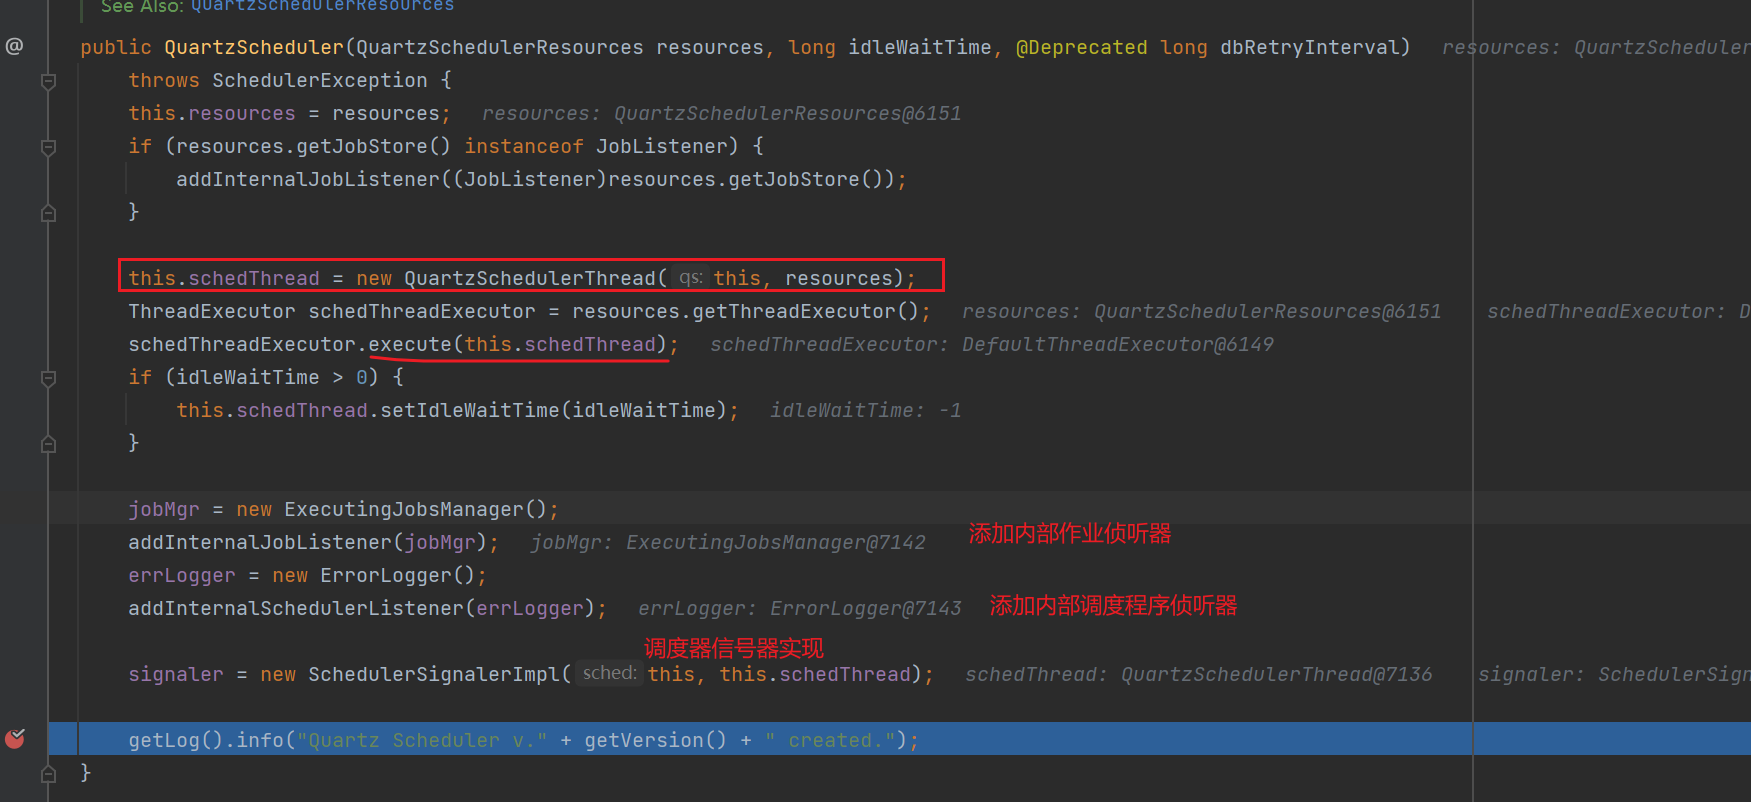 See Also: QuartzSchedulerResources
@ public QuartzScheduler(QuartzSchedulerResources resources, long idleWaitTime, @Deprecated long dbRetryInterval) resources: QuartzScheduler
throws SchedulerException {
this.resources = resources; resources: QuartzSchedulerResources@6151
if (resources.getJobStore() instanceof JobListener) {
addInternalJobListener((JobListener)resources.getJobStore());
}
this.schedThread = new QuartzSchedulerThread( qs: this, resources);
ThreadExecutor schedThreadExecutor = resources.getThreadExecutor(); resources: QuartzSchedulerResources@6151 schedThreadExecutor: D
schedThreadExecutor.execute(this.schedThread); schedThreadExecutor: DefaultThreadExecutor@6149
if (idleWaitTime > 0) {
this.schedThread.setIdleWaitTime(idleWaitTime); idleWaitTime: -1
}
jobMgr = new ExecutingJobsManager();
addInternalJobListener(jobMgr); jobMgr: ExecutingJobsManager@7142 添加内部作业侦听器
errLogger = new ErrorLogger();
addInternalSchedulerListener(errLogger); errLogger: ErrorLogger@7143 添加内部调度程序侦听器
调度器信号器实现
signaler = new SchedulerSignalerImpl( sched: this, this.schedThread); schedThread: QuartzSchedulerThread@7136 signaler: SchedulerSign
getLog().info("Quartz Scheduler v." + getVersion() + " created.");
}